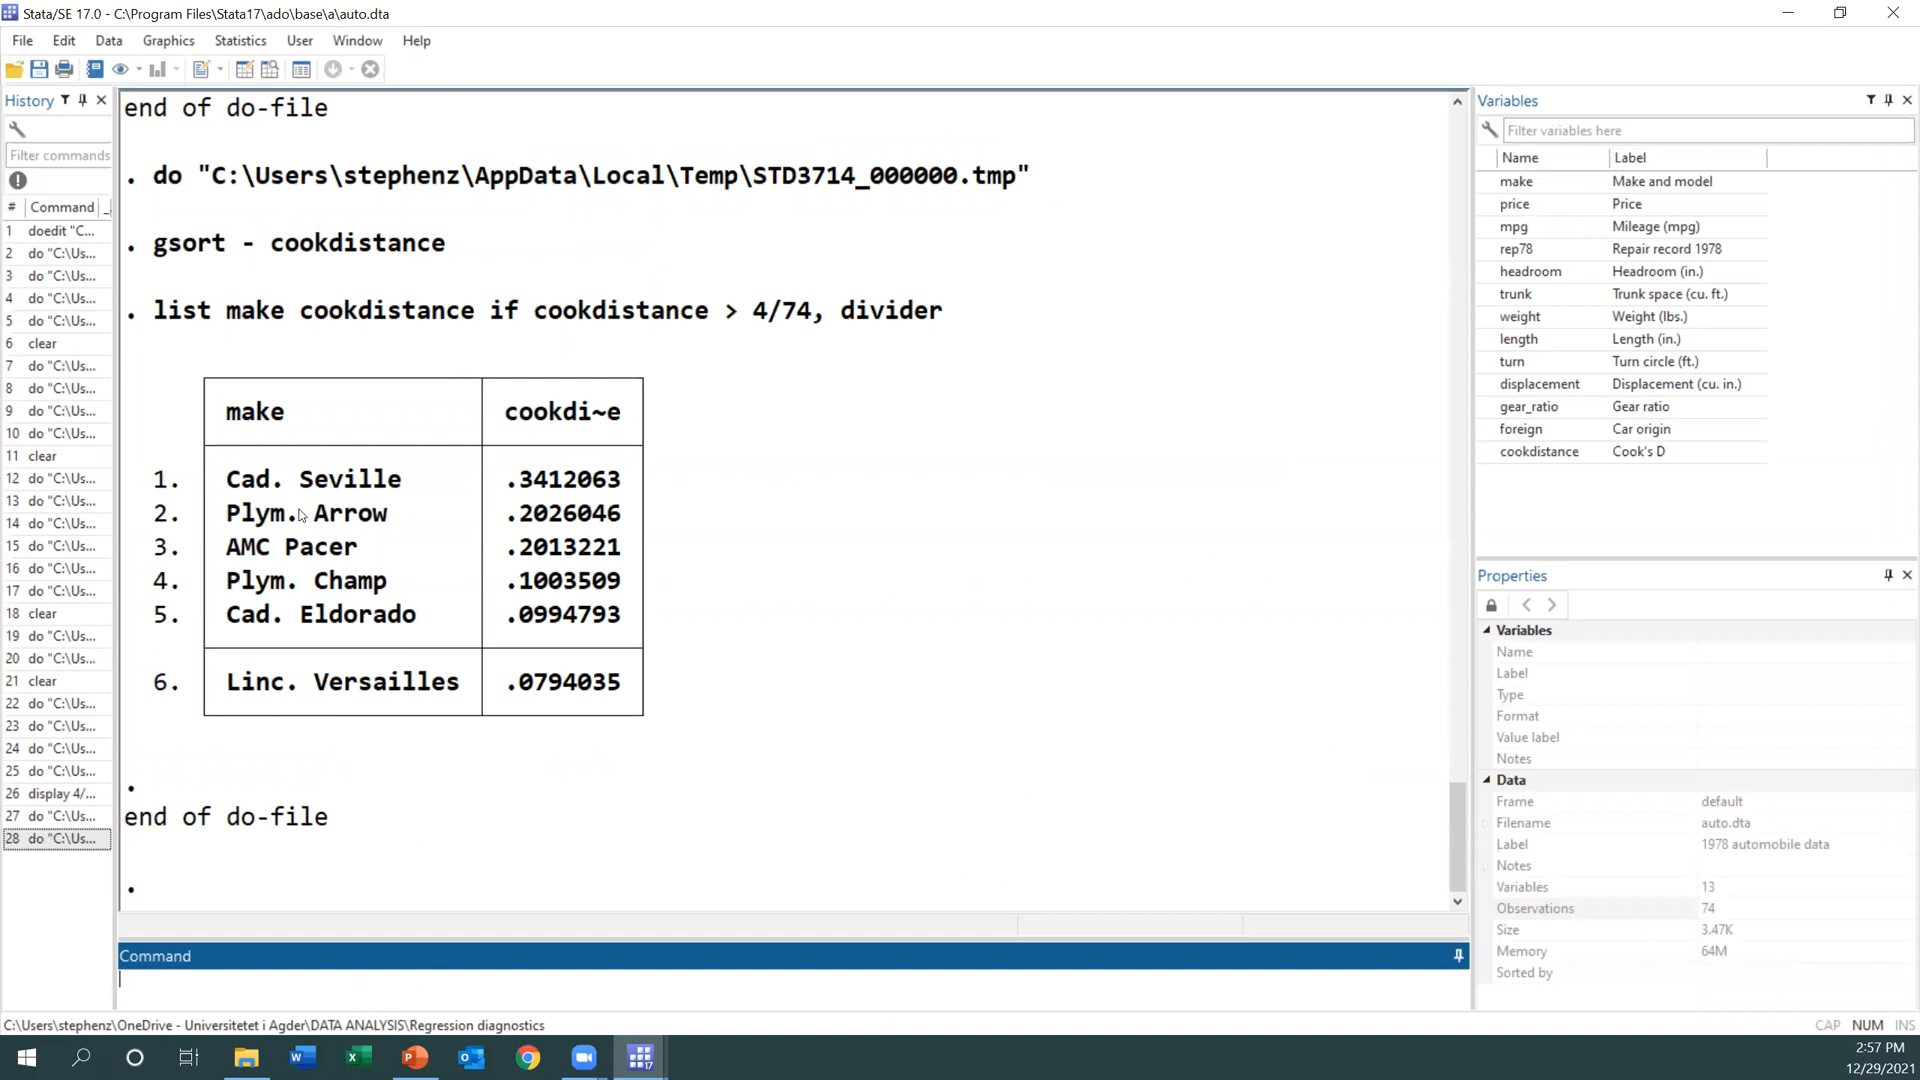 Stata/SE 17.0 - C:\Program Files\Stata17\ado\base\a\auto.dta
File Edit Data Graphics Statistics User Window Help
History
Filter commands
# Command
1 doedit "C...
2 do "C:\Us...
3 do "C:\Us...
4 do "C:\Us...
5 do "C:\Us...
6 clear
7 do "C:\Us...
8 do "C:\Us...
9 do "C:\Us...
10 do "C:\Us...
11 clear
12 do "C:\Us...
13 do "C:\Us...
14 do "C:\Us...
15 do "C:\Us...
16 do "C:\Us...
17 do "C:\Us...
18 clear
19 do "C:\Us...
20 do "C:\Us...
21 clear
22 do "C:\Us...
23 do "C:\Us...
24 do "C:\Us...
25 do "C:\Us...
26 display 4/...
27 do "C:\Us...
28 do "C:\Us...
end of do-file
. do "C:\Users\stephenz\AppData\Local\Temp\STD3714_000000.tmp"
. gsort - cookdistance
. list make cookdistance if cookdistance > 4/74, divider
make cookdi~e
1. Cad. Seville .3412063
2. Plym. Arrow .2026046
3. AMC Pacer .2013221
4. Plym. Champ .1003509
5. Cad. Eldorado .0994793
6. Linc. Versailles .0794035
.
end of do-file
.
Command
Variables
Filter variables here
Name Label
make Make and model
price Price
mpg Mileage (mpg)
rep78 Repair record 1978
headroom Headroom (in.)
trunk Trunk space (cu. ft.)
weight Weight (lbs.)
length Length (in.)
turn Turn circle (ft.)
displacement Displacement (cu. in.)
gear_ratio Gear ratio
foreign Car origin
cookdistance Cook's D
Properties
Variables
Name
Label
Type
Format
Value label
Notes
Data
Frame default
Filename auto.dta
Label 1978 automobile data
Notes
Variables 13
Observations 74
Size 3.47K
Memory 64M
Sorted by
C:\Users\stephenz\OneDrive - Universitetet i Agder\DATA ANALYSIS\Regression diagnostics
CAP NUM INS
17
2:57 PM
12/29/2021